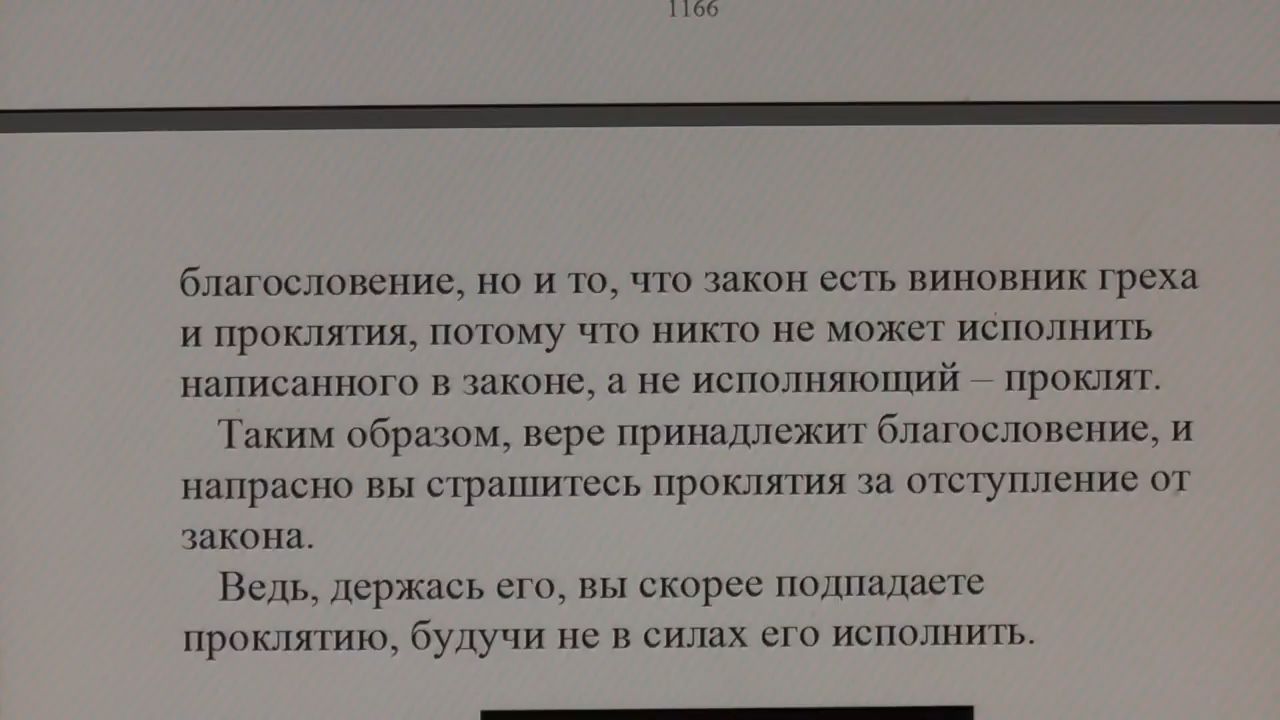 1166
благословение, но и то, что закон есть виновник греха
и проклятия, потому что никто не может исполнить
написанного в законе, а не исполняющий – проклят.
Таким образом, вере принадлежит благословение, и
напрасно вы страшитесь проклятия за отступление от
закона.
Ведь, держась его, вы скорее подпадаете
проклятию, будучи не в силах его исполнить.